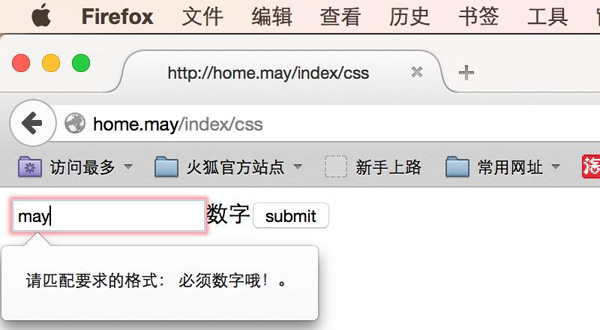 Firefox 文件 编辑 查看 历史 书签 工具
http://home.may/index/css
home.may/index/css
访问最多 火狐官方站点 新手上路 常用网址 淘
may 数字 submit
请匹配要求的格式： 必须数字哦！。